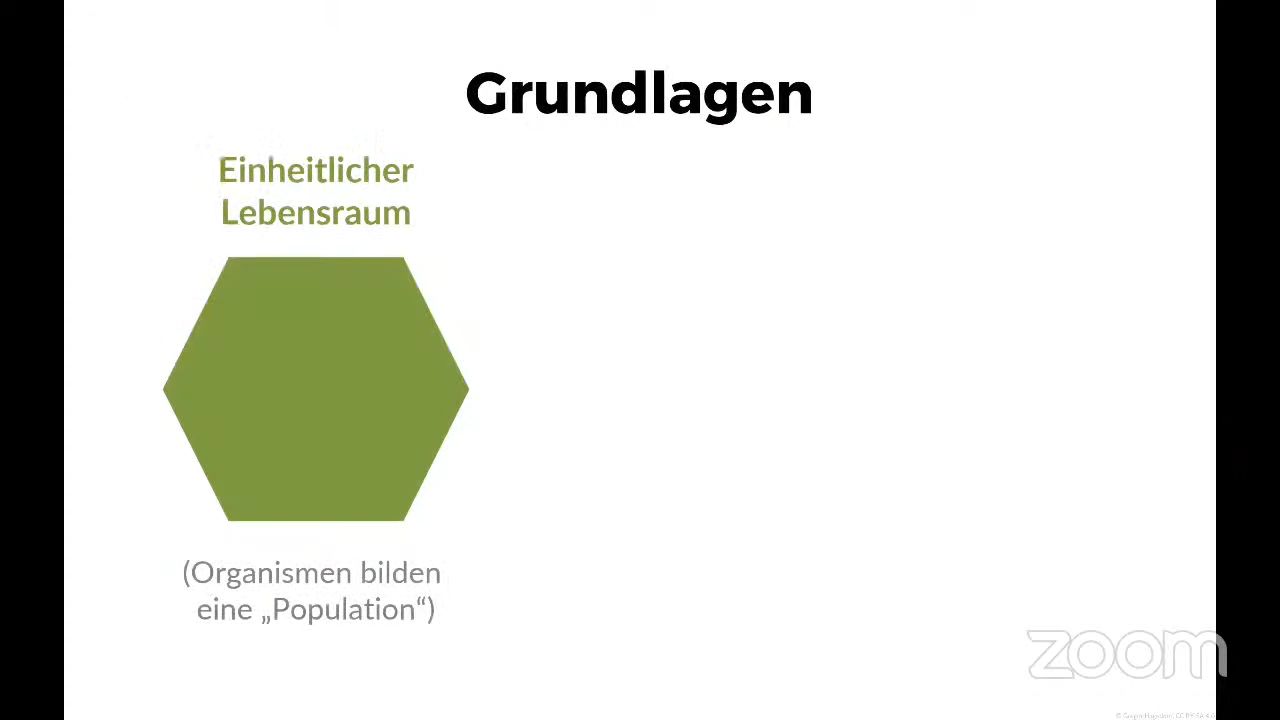 Grundlagen
Einheitlicher
Lebensraum
(Organismen bilden
eine „Population“)
zoom